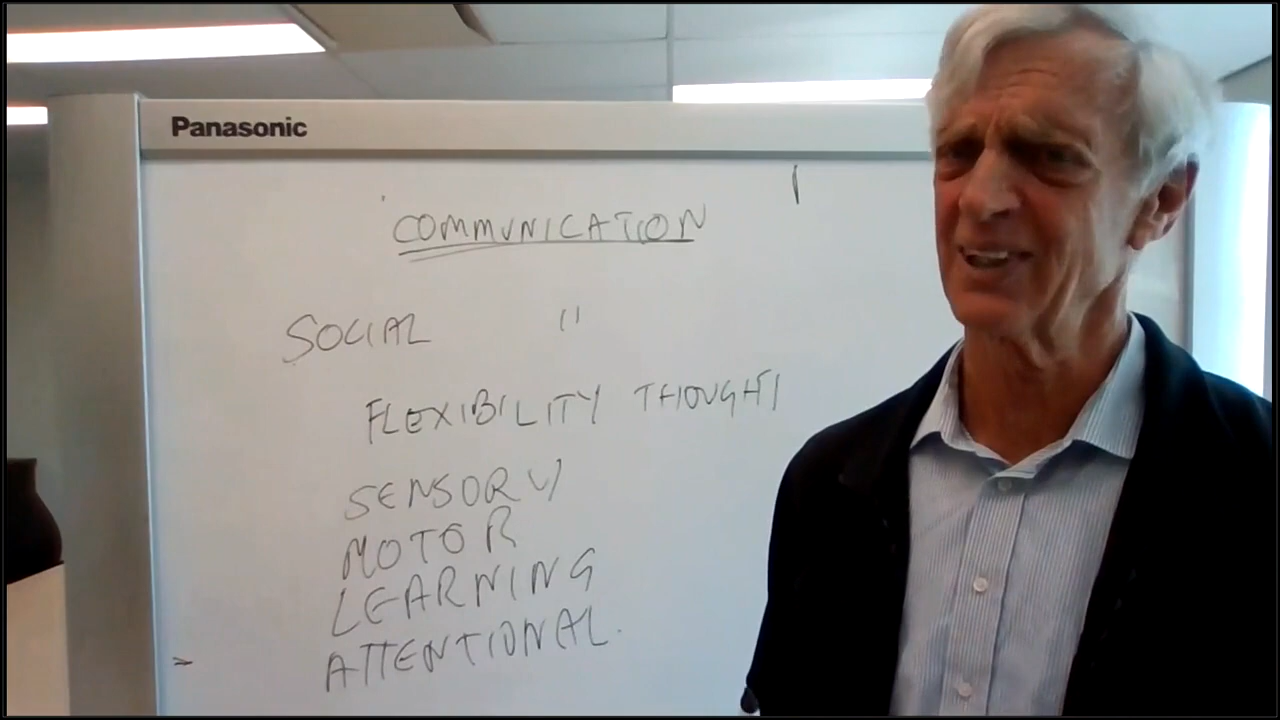 Panasonic
COMMUNICATION
SOCIAL "
FLEXIBILITY THOUGHT
SENSORY
MOTOR
LEARNING
ATTENTIONAL.